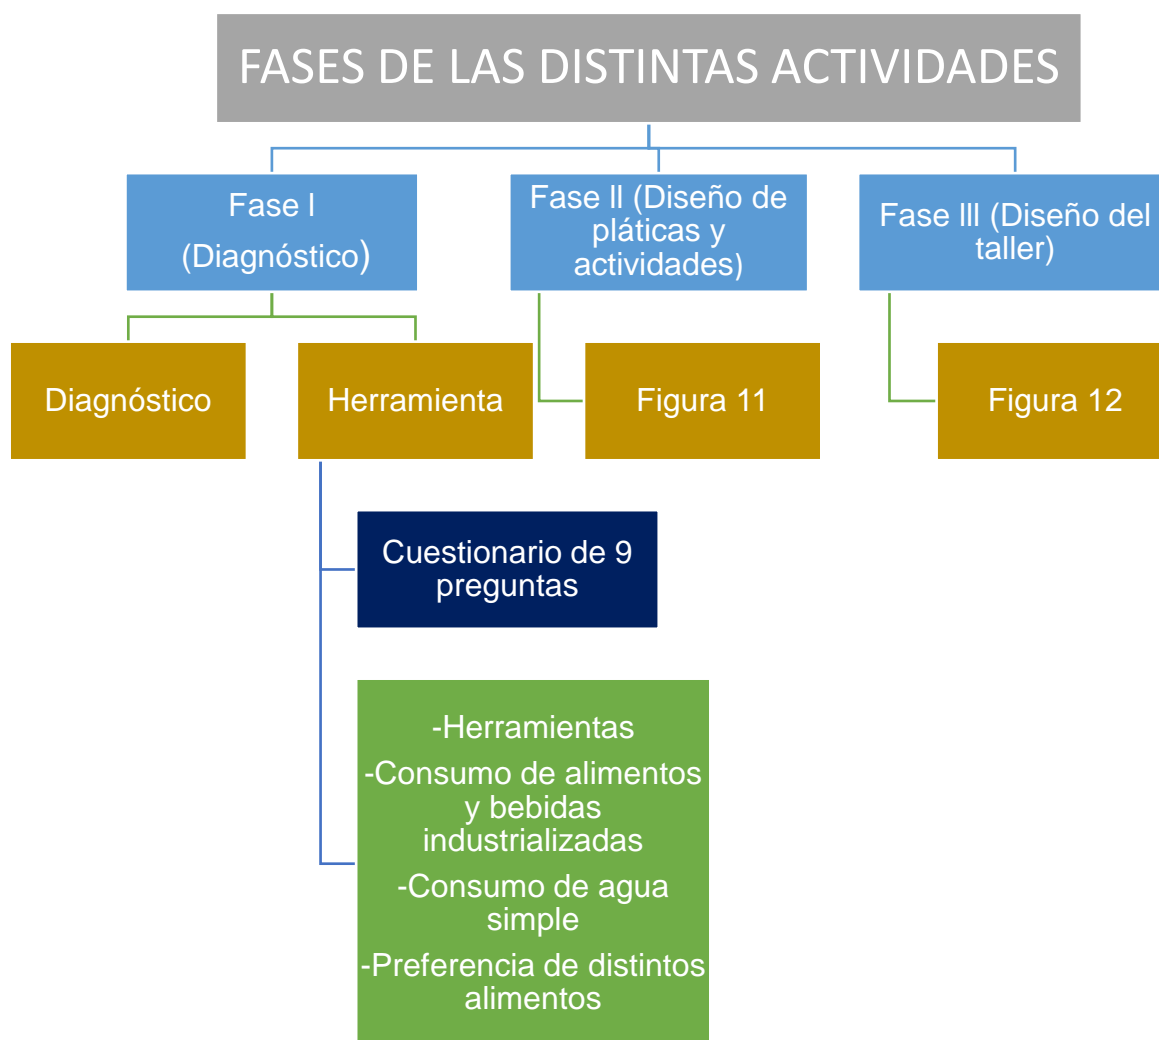 FASES DE LAS DISTINTAS ACTIVIDADES
Fase l
(Diagnóstico)
Fase ll (Diseño de
pláticas y
actividades)
Fase lll (Diseño del
taller)
Diagnóstico
Herramienta
Figura 11
Figura 12
Cuestionario de 9
preguntas
-Herramientas
-Consumo de alimentos
y bebidas
industrializadas
-Consumo de agua
simple
-Preferencia de distintos
alimentos